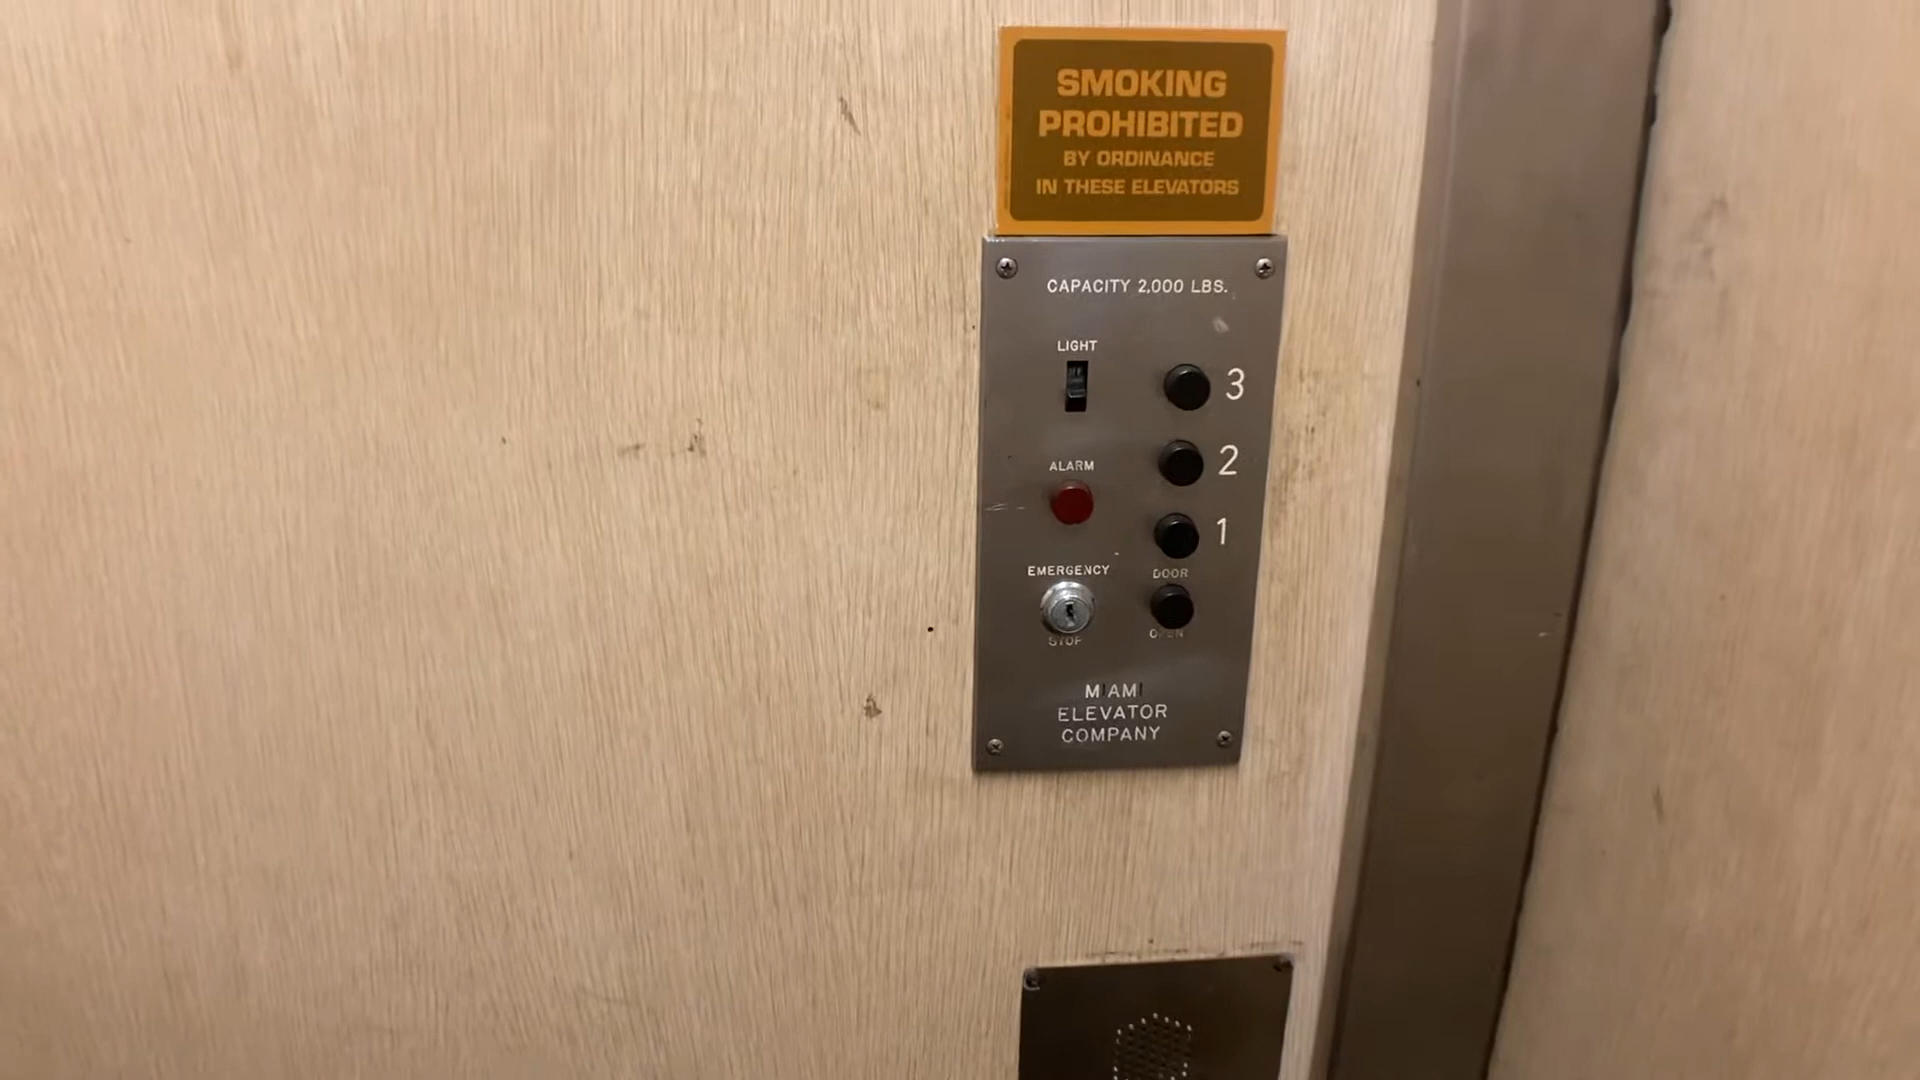 SMOKING
PROHIBITED
BY ORDINANCE
IN THESE ELEVATORS
CAPACITY 2,000 LBS.
LIGHT
3
2
ALARM
1
EMERGENCY
DOOR
STOP
OPEN
MIAMI
ELEVATOR
COMPANY